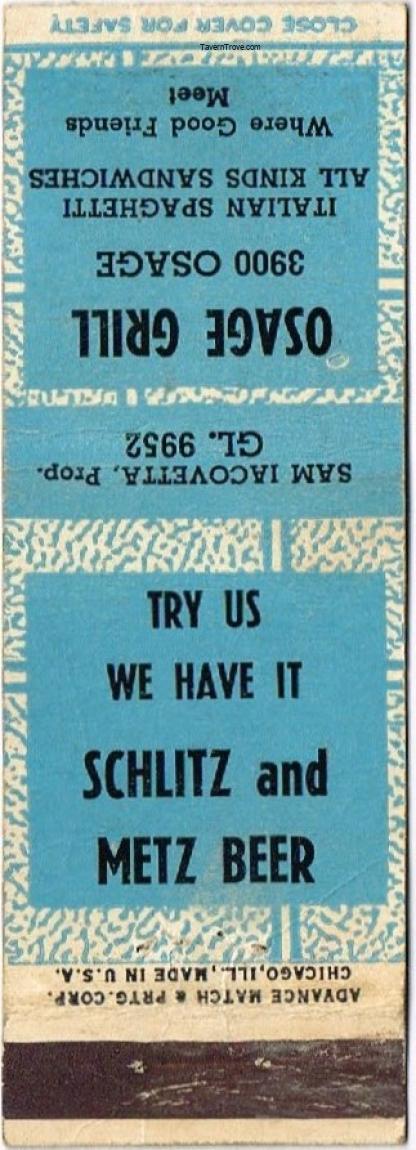 CLOSE COVER FOR SAFETY
TavernTrove.com
Where Good Friends
Meet
ITALIAN SPAGHETTI
ALL KINDS SANDWICHES
3900 OSAGE
OSAGE GRILL
SAM IACOVETTA, Prop.
GL. 9952
TRY US
WE HAVE IT
SCHLITZ and
METZ BEER
ADVANCE MATCH & PRTG. CORP.
CHICAGO, ILL., MADE IN U.S.A.